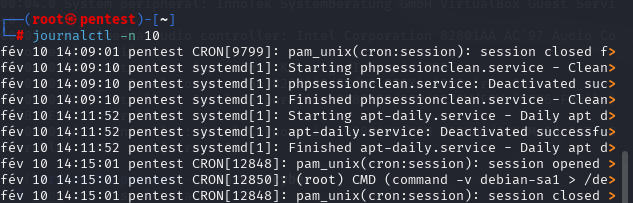 ┌──(root㉿pentest)-[~]
└─# journalctl -n 10
fév 10 14:09:01 pentest CRON[9799]: pam_unix(cron:session): session closed f>
fév 10 14:09:10 pentest systemd[1]: Starting phpsessionclean.service - Clean>
fév 10 14:09:10 pentest systemd[1]: phpsessionclean.service: Deactivated suc>
fév 10 14:09:10 pentest systemd[1]: Finished phpsessionclean.service - Clean>
fév 10 14:11:52 pentest systemd[1]: Starting apt-daily.service - Daily apt d>
fév 10 14:11:52 pentest systemd[1]: apt-daily.service: Deactivated successfu>
fév 10 14:11:52 pentest systemd[1]: Finished apt-daily.service - Daily apt d>
fév 10 14:15:01 pentest CRON[12848]: pam_unix(cron:session): session opened >
fév 10 14:15:01 pentest CRON[12850]: (root) CMD (command -v debian-sa1 > /de>
fév 10 14:15:01 pentest CRON[12848]: pam_unix(cron:session): session closed >